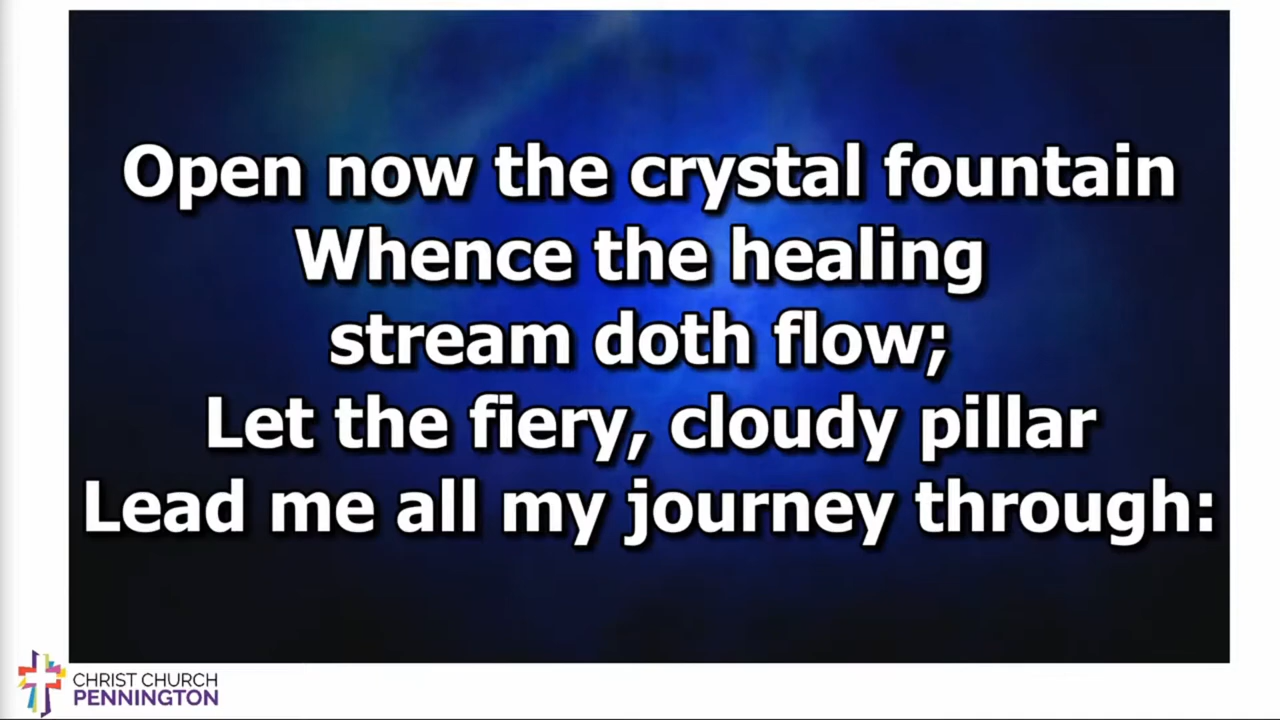 Open now the crystal fountain
Whence the healing
stream doth flow;
Let the fiery, cloudy pillar
Lead me all my journey through:
CHRIST CHURCH
PENNINGTON